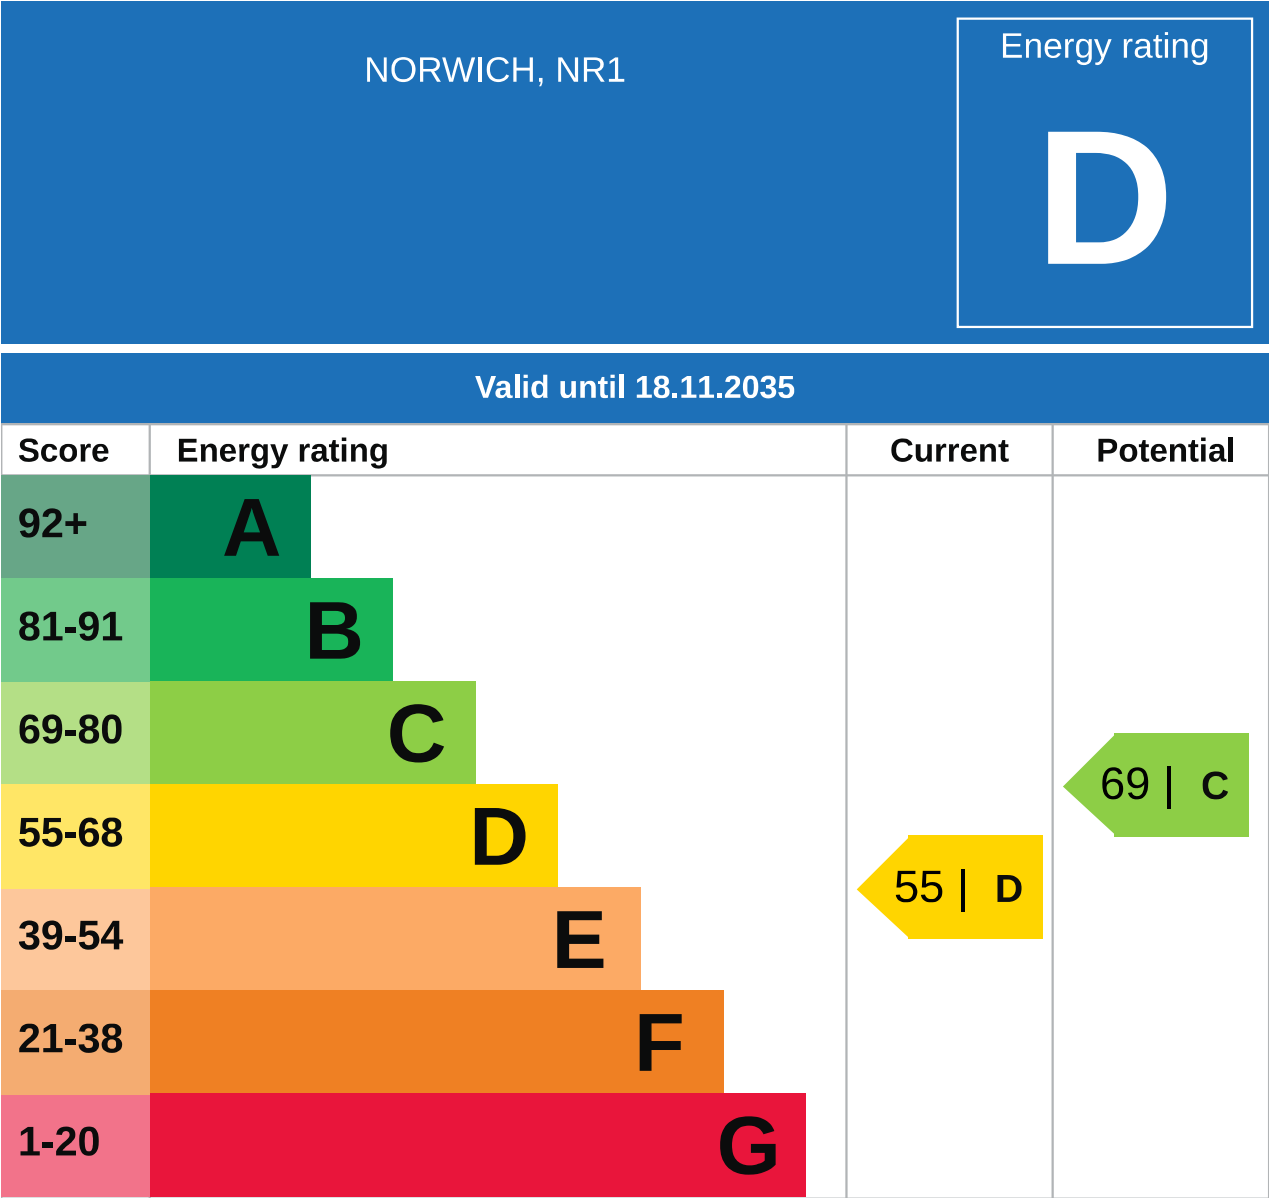 NORWICH, NR1
Energy rating
D
Valid until 18.11.2035
Score Energy rating Current Potential
92+ A
81-91 B
69-80 C
69 | C
55-68 D
55 | D
39-54 E
21-38 F
1-20 G